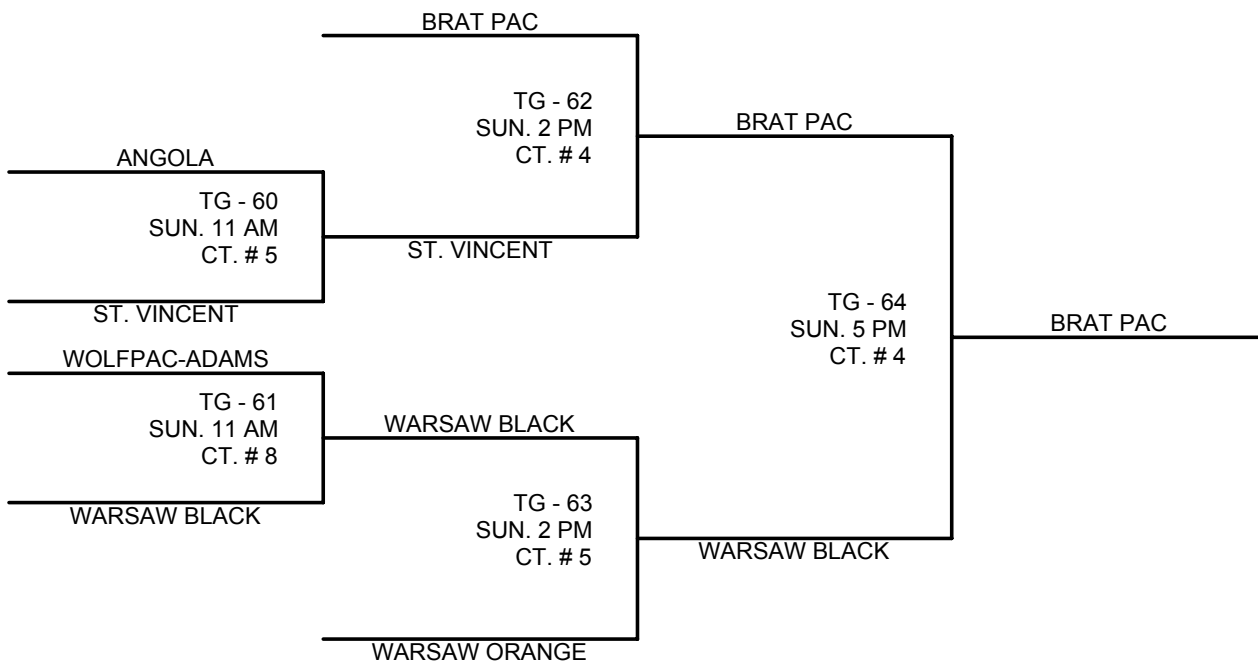 BRAT PAC
TG - 62
SUN. 2 PM
CT. # 4
BRAT PAC
ANGOLA
TG - 60
SUN. 11 AM
CT. # 5
ST. VINCENT
ST. VINCENT
TG - 64
SUN. 5 PM
CT. # 4
BRAT PAC
WOLFPAC-ADAMS
TG - 61
SUN. 11 AM
CT. # 8
WARSAW BLACK
WARSAW BLACK
TG - 63
SUN. 2 PM
CT. # 5
WARSAW BLACK
WARSAW ORANGE